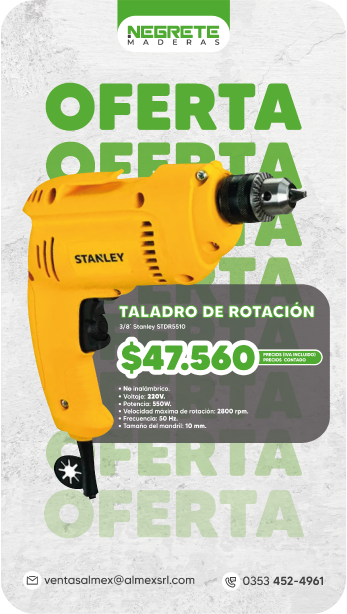 NEGRETE
MADERAS
OFERTA
OFERTA
TA
TA
STANLEY
TALADRO DE ROTACIÓN
3/8' Stanley STDR5510
$47.560
PRECIOS (IVA INCLUIDO)
PRECIOS CONTADO
• No inalámbrico.
• Voltaje: 220V.
• Potencia: 550W.
• Velocidad máxima de rotación: 2800 rpm.
• Frecuencia: 50 Hz.
• Tamaño del mandril: 10 mm.
OFERTA
OFERTA
ventasalmex@almexsrl.com
0353 452-4961